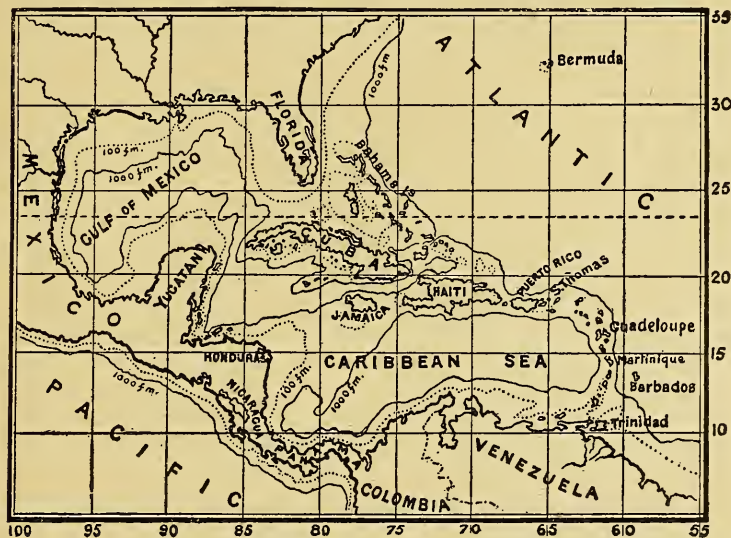 ATLANTIC
Bermuda
1000 fm.
30
FLORIDA
100 fm.
1000 fm.
GULF OF MEXICO
Bahama Is
25
MEXICO
CUBA
YUCATAN
20
HAITI
PUERTO RICO
St. Thomas
JAMAICA
Guadeloupe
HONDURAS
15
CARIBBEAN SEA
Martinique
100 fm.
1000 fm.
Barbados
1000 fm.
NICARAGUA
PANAMA
Trinidad
10
PACIFIC
COLOMBIA
VENEZUELA
100 95 90 85 80 75 70 65 60 55